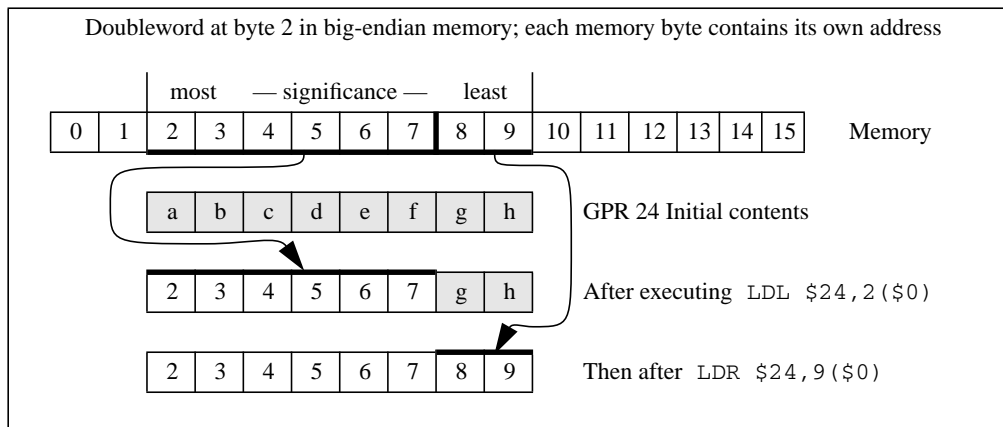 Doubleword at byte 2 in big-endian memory; each memory byte contains its own address
most — significance — least
0 1 2 3 4 5 6 7 8 9 10 11 12 13 14 15 Memory
a b c d e f g h GPR 24 Initial contents
2 3 4 5 6 7 g h After executing LDL $24,2($0)
2 3 4 5 6 7 8 9 Then after LDR $24,9($0)